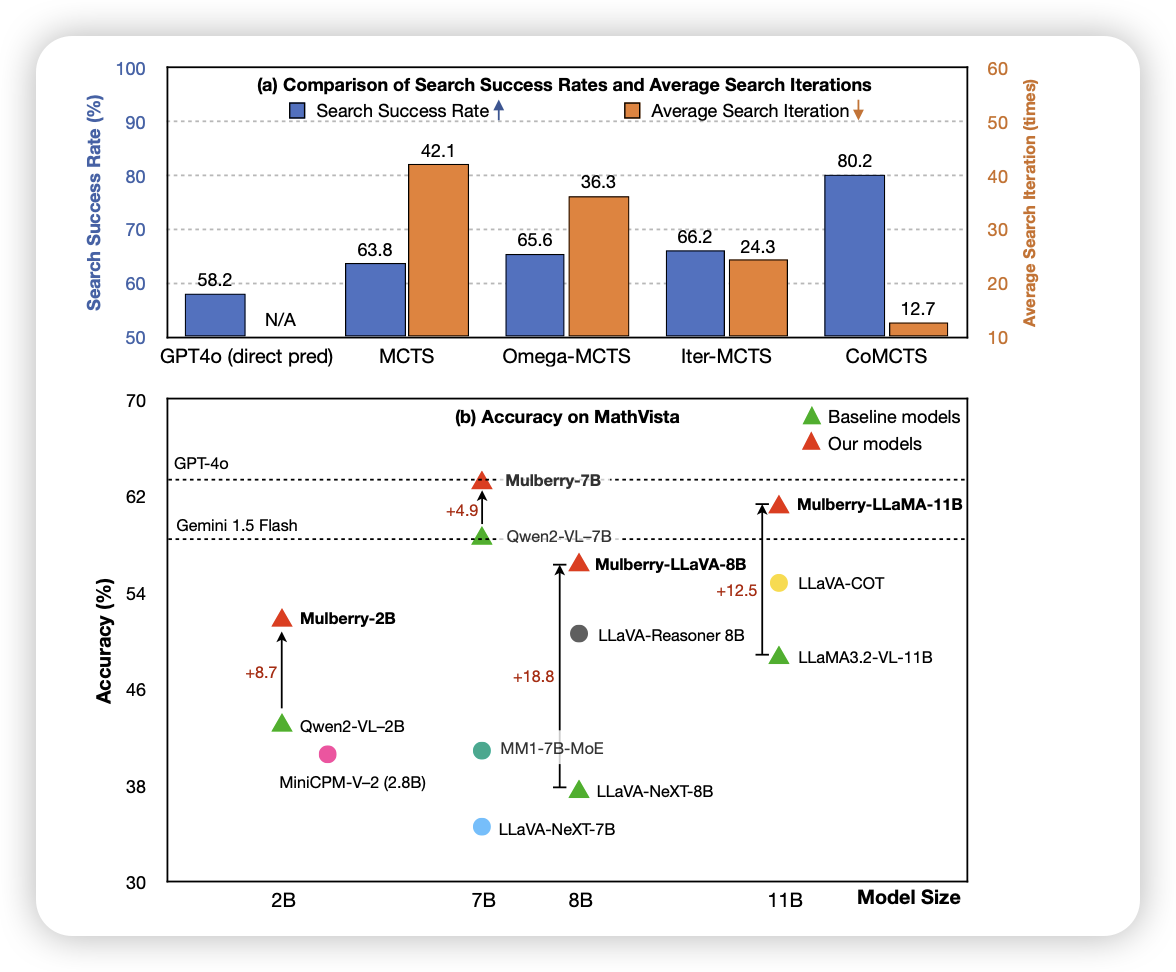 (a) Comparison of Search Success Rates and Average Search Iterations
Search Success Rate ↑ Average Search Iteration ↓
Search Success Rate (%)
100
90
80
70
60
50
Average Search Iteration (times)
60
50
40
30
20
10
58.2 N/A
63.8 42.1
65.6 36.3
66.2 24.3
80.2 12.7
GPT4o (direct pred) MCTS Omega-MCTS Iter-MCTS CoMCTS
(b) Accuracy on MathVista
Baseline models
Our models
Accuracy (%)
70
62
54
46
38
30
GPT-4o
Gemini 1.5 Flash
Mulberry-7B
+4.9
Qwen2-VL–7B
Mulberry-LLaMA-11B
Mulberry-LLaVA-8B
+12.5
LLaVA-COT
Mulberry-2B
LLaVA-Reasoner 8B
LLaMA3.2-VL-11B
+8.7
+18.8
Qwen2-VL–2B
MM1-7B-MoE
MiniCPM-V–2 (2.8B)
LLaVA-NeXT-8B
LLaVA-NeXT-7B
2B 7B 8B 11B Model Size